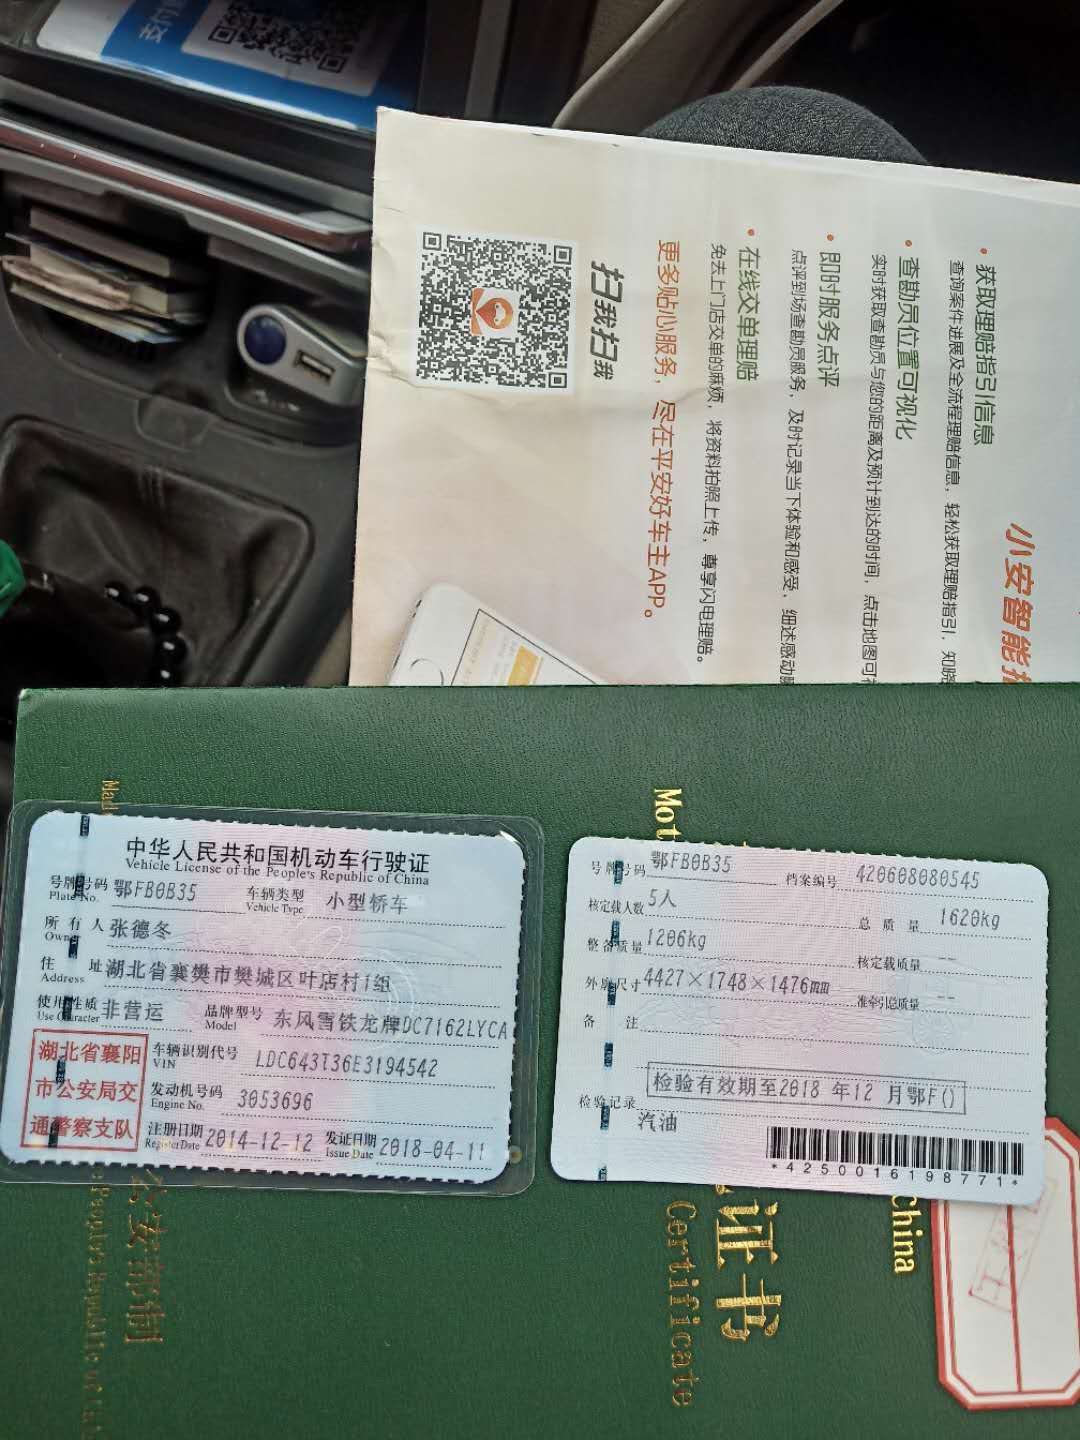 支付
小安智能
• 获取理赔指引信息
查询案件进展及全流程理赔信息，轻松获取理赔指引，知晓
• 查勘员位置可视化
实时获取查勘员与您的距离及预计到达的时间，点击地图可
• 即时服务点评
点评到场查勘员服务，及时记录当下体验和感受，细述感动
• 在线交单理赔
免去上门店交单的麻烦，将资料拍照上传，尊享闪电理赔。
更多贴心服务，尽在平安好车主APP。
扫我扫我
中华人民共和国机动车行驶证
Vehicle License of the People's Republic of China
号牌号码 鄂FB0B35 车辆类型 小型轿车
Plate No. Vehicle Type
所有人 张德冬
Owner
住址 湖北省襄樊市樊城区叶店村1组
Address
使用性质 非营运 品牌型号 东风雪铁龙牌DC7162LYCA
Use Character Model
湖北省襄阳
市公安局交
通警察支队
车辆识别代号 LDC643T36E3194542
VIN
发动机号码 3053696
Engine No.
注册日期 2014-12-12 发证日期 2018-04-11
Register Date Issue Date
号牌号码 鄂FB0B35 档案编号 420608080545
核定载人数 5人 总质量 1620kg
整备质量 1206kg 核定载质量 --
外廓尺寸 4427×1748×1476mm 准牵引总质量 --
备注
检验有效期至2018 年12 月鄂F()
检验记录
汽油
*4250016198771*
Mot
证书
Certificate
China
公安部制